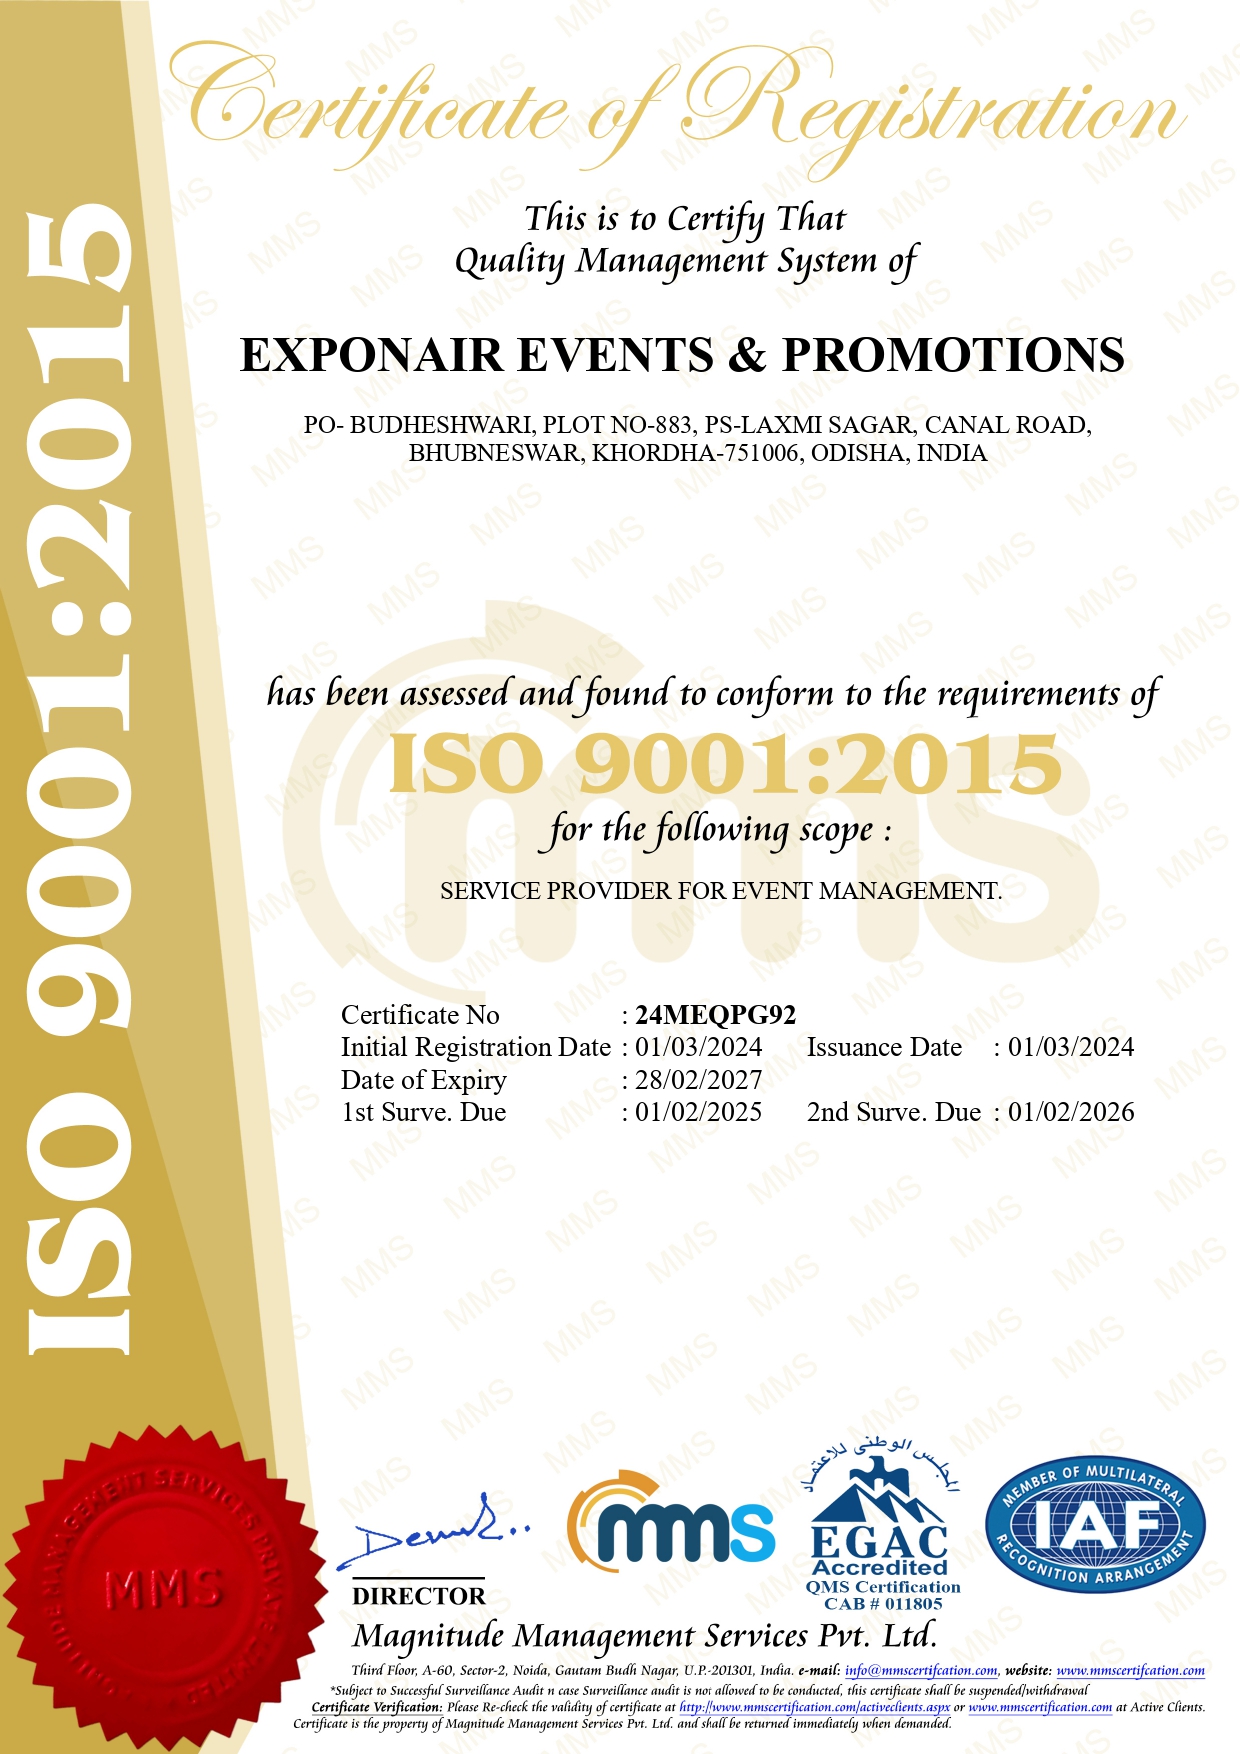 Certificate of Registration
This is to Certify That
Quality Management System of
EXPONAIR EVENTS & PROMOTIONS
PO- BUDHESHWARI, PLOT NO-883, PS-LAXMI SAGAR, CANAL ROAD,
BHUBNESWAR, KHORDHA-751006, ODISHA, INDIA
has been assessed and found to conform to the requirements of
ISO 9001:2015
for the following scope :
SERVICE PROVIDER FOR EVENT MANAGEMENT.
Certificate No : 24MEQPG92
Initial Registration Date : 01/03/2024 Issuance Date : 01/03/2024
Date of Expiry : 28/02/2027
1st Surve. Due : 01/02/2025 2nd Surve. Due : 01/02/2026
ISO 9001:2015
MMS
mms
المجلس الوطني للاعتماد
EGAC
Accredited
QMS Certification
CAB # 011805
MEMBER OF MULTILATERAL
IAF
RECOGNITION ARRANGEMENT
DIRECTOR
Magnitude Management Services Pvt. Ltd.
Third Floor, A-60, Sector-2, Noida, Gautam Budh Nagar, U.P.-201301, India. e-mail: info@mmscertifcation.com, website: www.mmscertifcation.com
*Subject to Successful Surveillance Audit n case Surveillance audit is not allowed to be conducted, this certificate shall be suspended/withdrawal
Certificate Verification: Please Re-check the validity of certificate at http://www.mmscertification.com/activeclients.aspx or www.mmscertification.com at Active Clients.
Certificate is the property of Magnitude Management Services Pvt. Ltd. and shall be returned immediately when demanded.